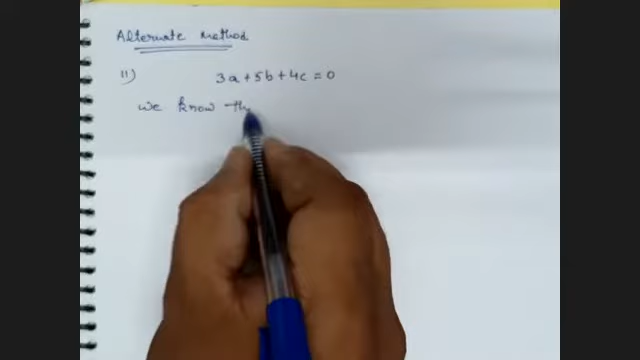 Alternate Method
11) 3a + 5b + 4c = 0
we know th